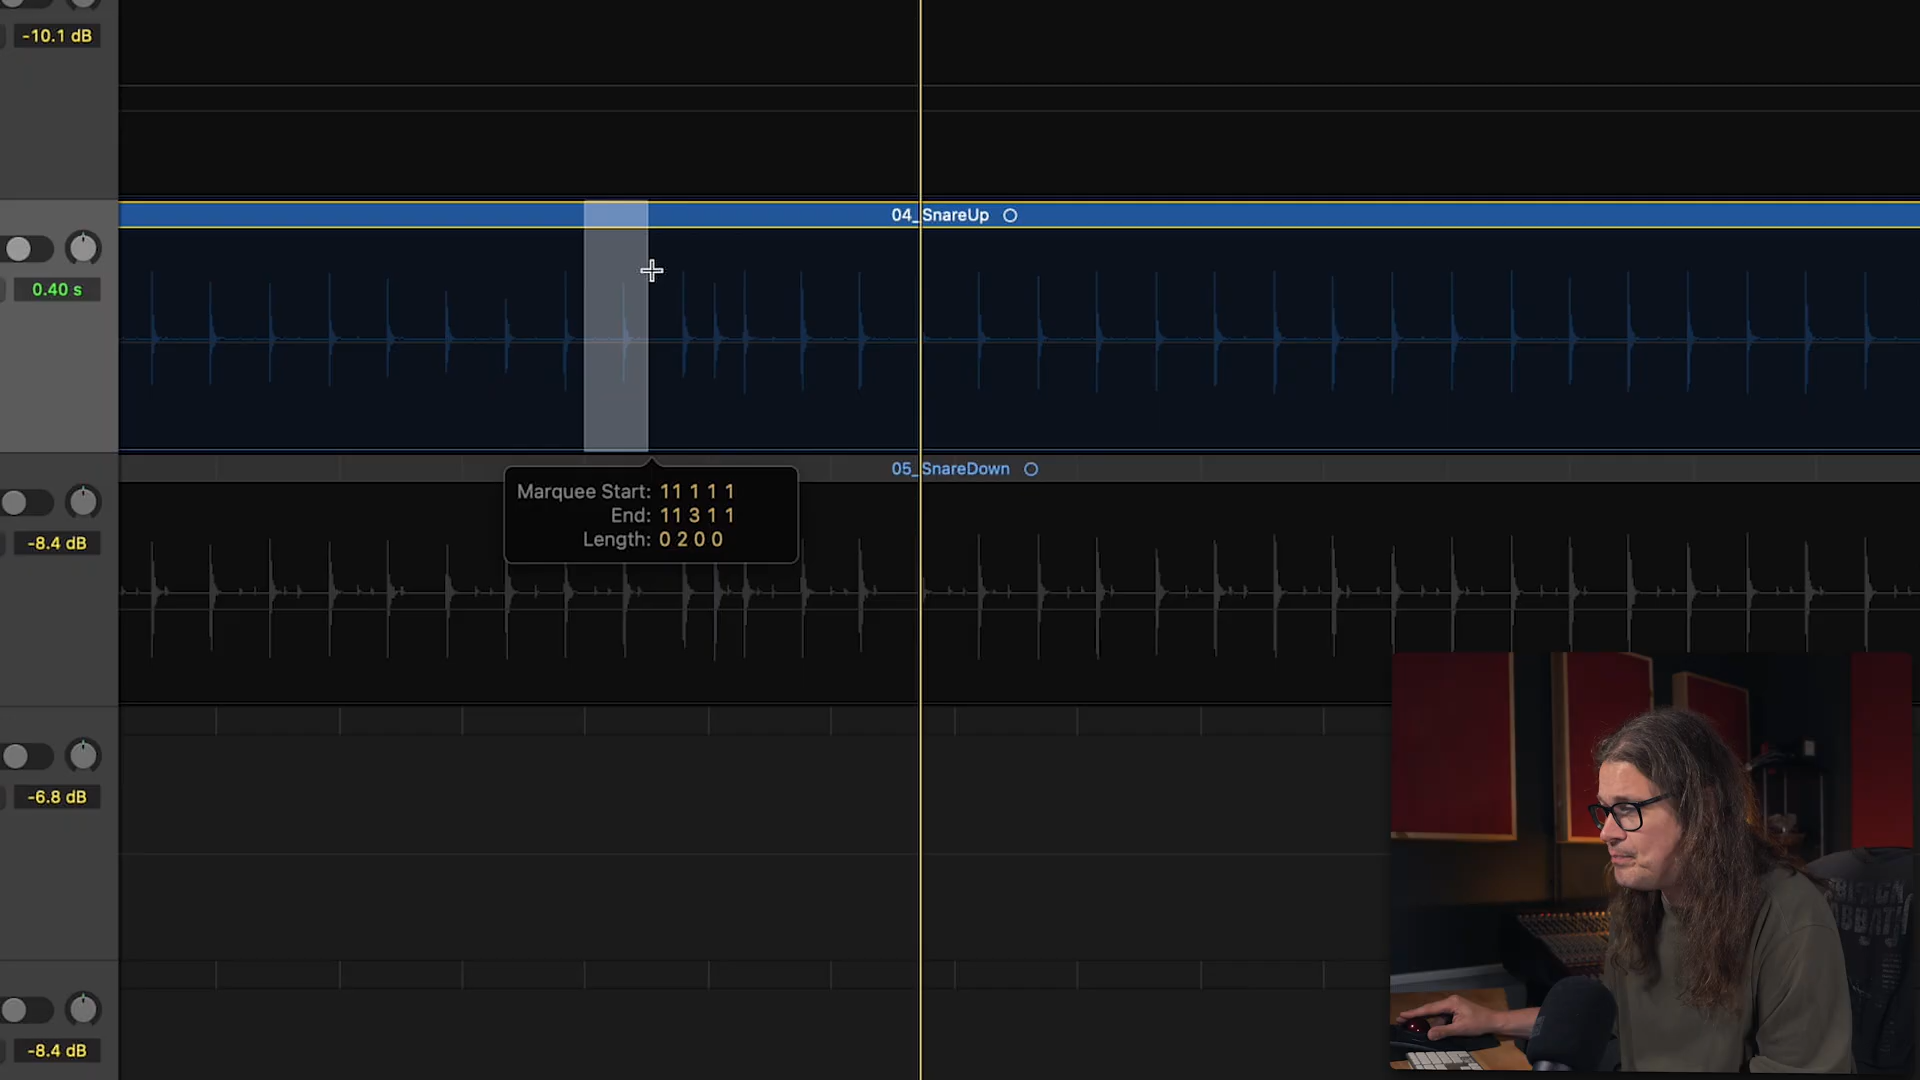 -10.1 dB
04_SnareUp
0.40 s
05_SnareDown
Marquee Start: 11 1 1 1
End: 11 3 1 1
Length: 0 2 0 0
-8.4 dB
-6.8 dB
-8.4 dB